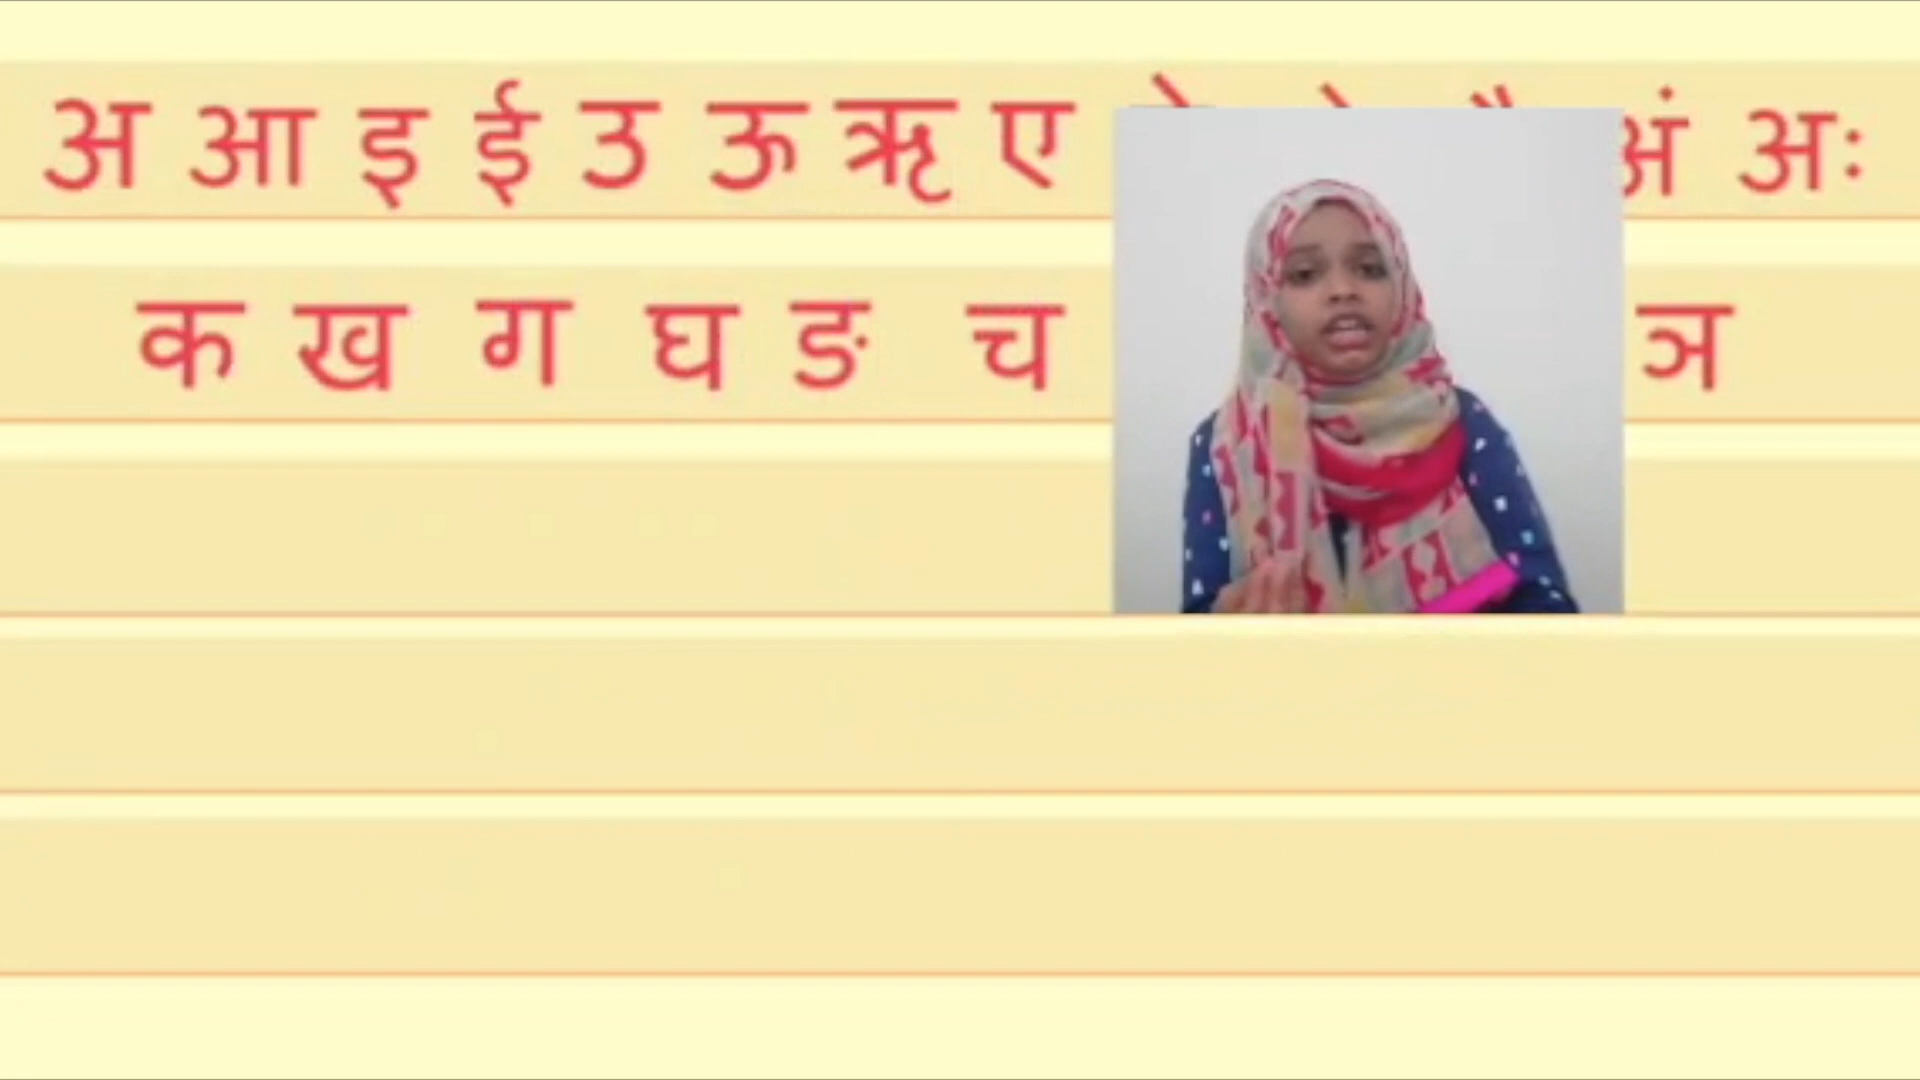 अ आ इ ई उ ऊ ऋ ए अं अः
क ख ग घ ङ च ञ